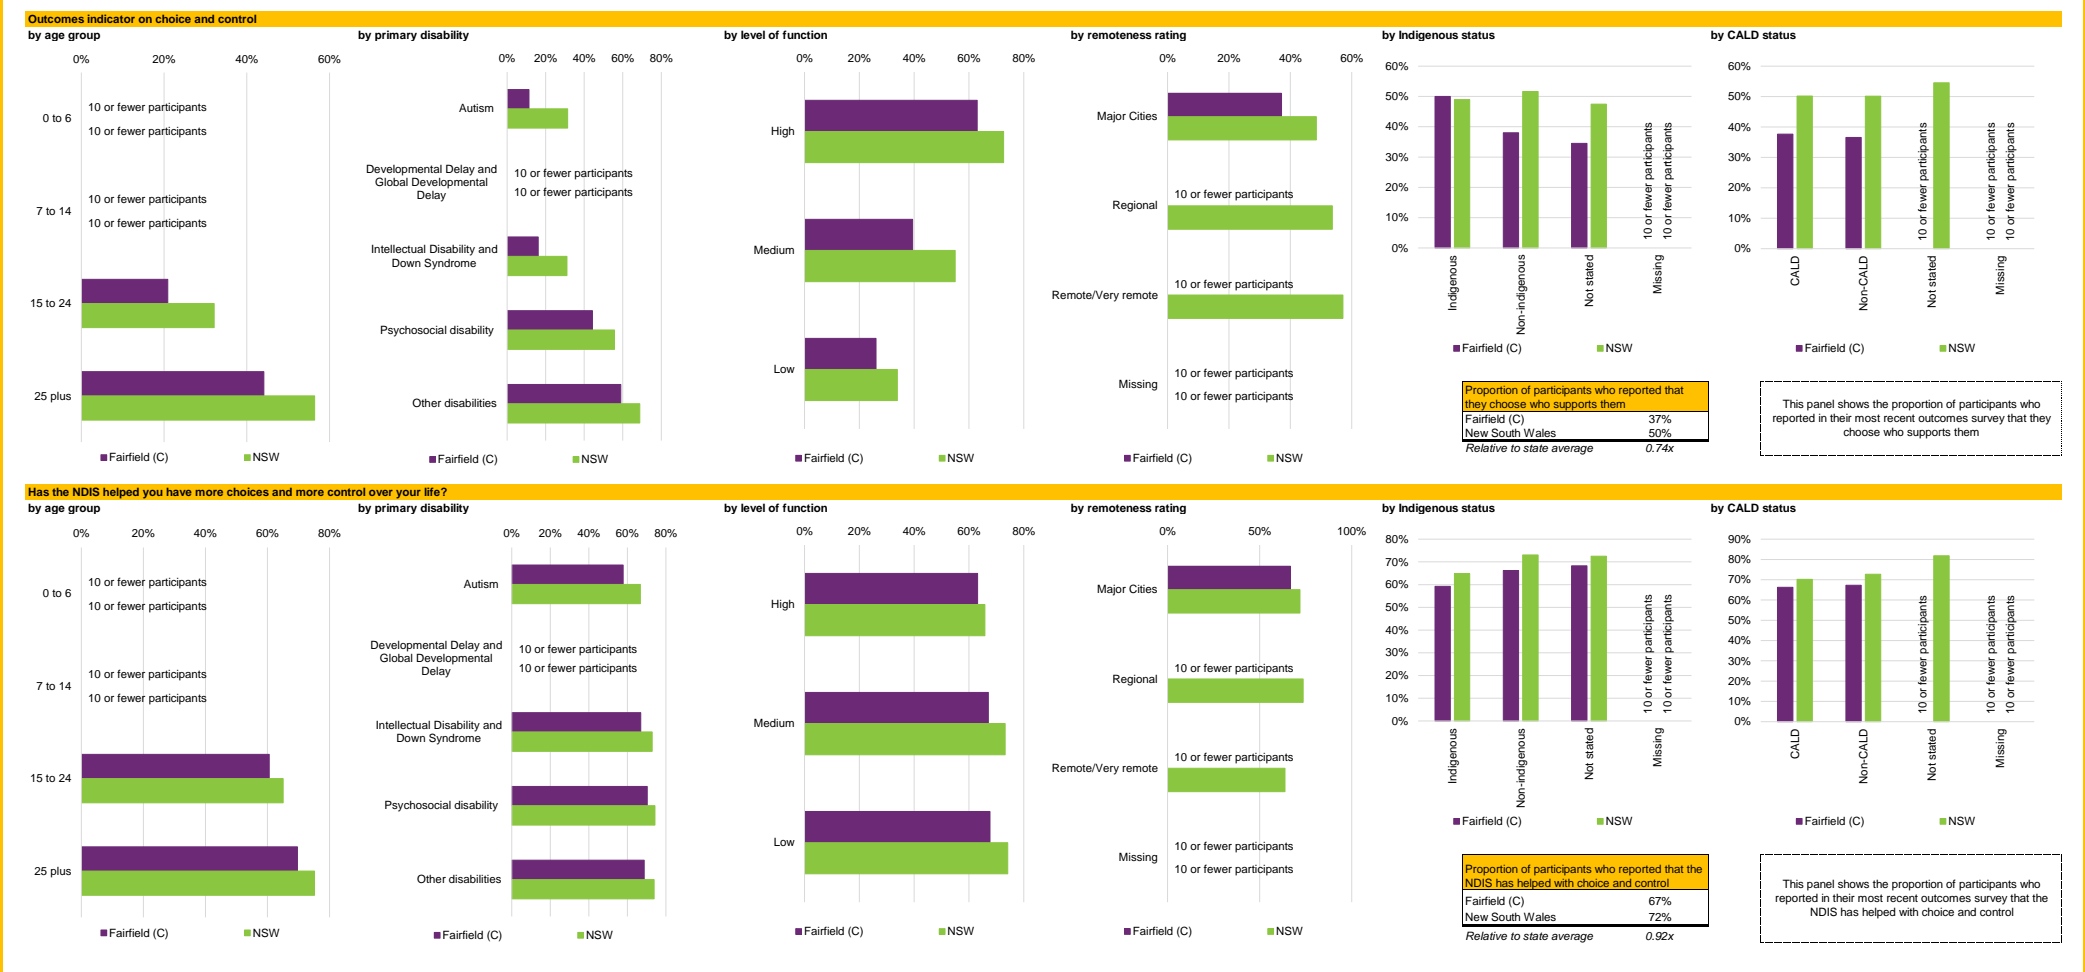 Outcomes indicator on choice and control
by age group
0%
20%
40%
60%
0 to 6
10 or fewer participants
10 or fewer participants
7 to 14
10 or fewer participants
10 or fewer participants
15 to 24
25 plus
Fairfield (C)
NSW
by primary disability
0%
20%
40%
60%
80%
Autism
Developmental Delay and
Global Developmental
Delay
10 or fewer participants
10 or fewer participants
Intellectual Disability and
Down Syndrome
Psychosocial disability
Other disabilities
Fairfield (C)
NSW
by level of function
0%
20%
40%
60%
80%
High
Medium
Low
Fairfield (C)
NSW
by remoteness rating
0%
20%
40%
60%
Major Cities
Regional
10 or fewer participants
Remote/Very remote
10 or fewer participants
Missing
10 or fewer participants
10 or fewer participants
Fairfield (C)
NSW
by Indigenous status
60%
50%
40%
30%
20%
10%
0%
10 or fewer participants
10 or fewer participants
Indigenous
Non-indigenous
Not stated
Missing
Fairfield (C)
NSW
by CALD status
60%
50%
40%
30%
20%
10%
0%
10 or fewer participants
10 or fewer participants
10 or fewer participants
CALD
Non-CALD
Not stated
Missing
Fairfield (C)
NSW
Proportion of participants who reported that
they choose who supports them
Fairfield (C) 37%
New South Wales 50%
Relative to state average 0.74x
This panel shows the proportion of participants who
reported in their most recent outcomes survey that they
choose who supports them
Has the NDIS helped you have more choices and more control over your life?
by age group
0%
20%
40%
60%
80%
0 to 6
10 or fewer participants
10 or fewer participants
7 to 14
10 or fewer participants
10 or fewer participants
15 to 24
25 plus
Fairfield (C)
NSW
by primary disability
0%
20%
40%
60%
80%
Autism
Developmental Delay and
Global Developmental
Delay
10 or fewer participants
10 or fewer participants
Intellectual Disability and
Down Syndrome
Psychosocial disability
Other disabilities
Fairfield (C)
NSW
by level of function
0%
20%
40%
60%
80%
High
Medium
Low
Fairfield (C)
NSW
by remoteness rating
0%
50%
100%
Major Cities
Regional
10 or fewer participants
Remote/Very remote
10 or fewer participants
Missing
10 or fewer participants
10 or fewer participants
Fairfield (C)
NSW
by Indigenous status
80%
70%
60%
50%
40%
30%
20%
10%
0%
10 or fewer participants
10 or fewer participants
Indigenous
Non-indigenous
Not stated
Missing
Fairfield (C)
NSW
by CALD status
90%
80%
70%
60%
50%
40%
30%
20%
10%
0%
10 or fewer participants
10 or fewer participants
10 or fewer participants
CALD
Non-CALD
Not stated
Missing
Fairfield (C)
NSW
Proportion of participants who reported that the
NDIS has helped with choice and control
Fairfield (C) 67%
New South Wales 72%
Relative to state average 0.92x
This panel shows the proportion of participants who
reported in their most recent outcomes survey that the
NDIS has helped with choice and control